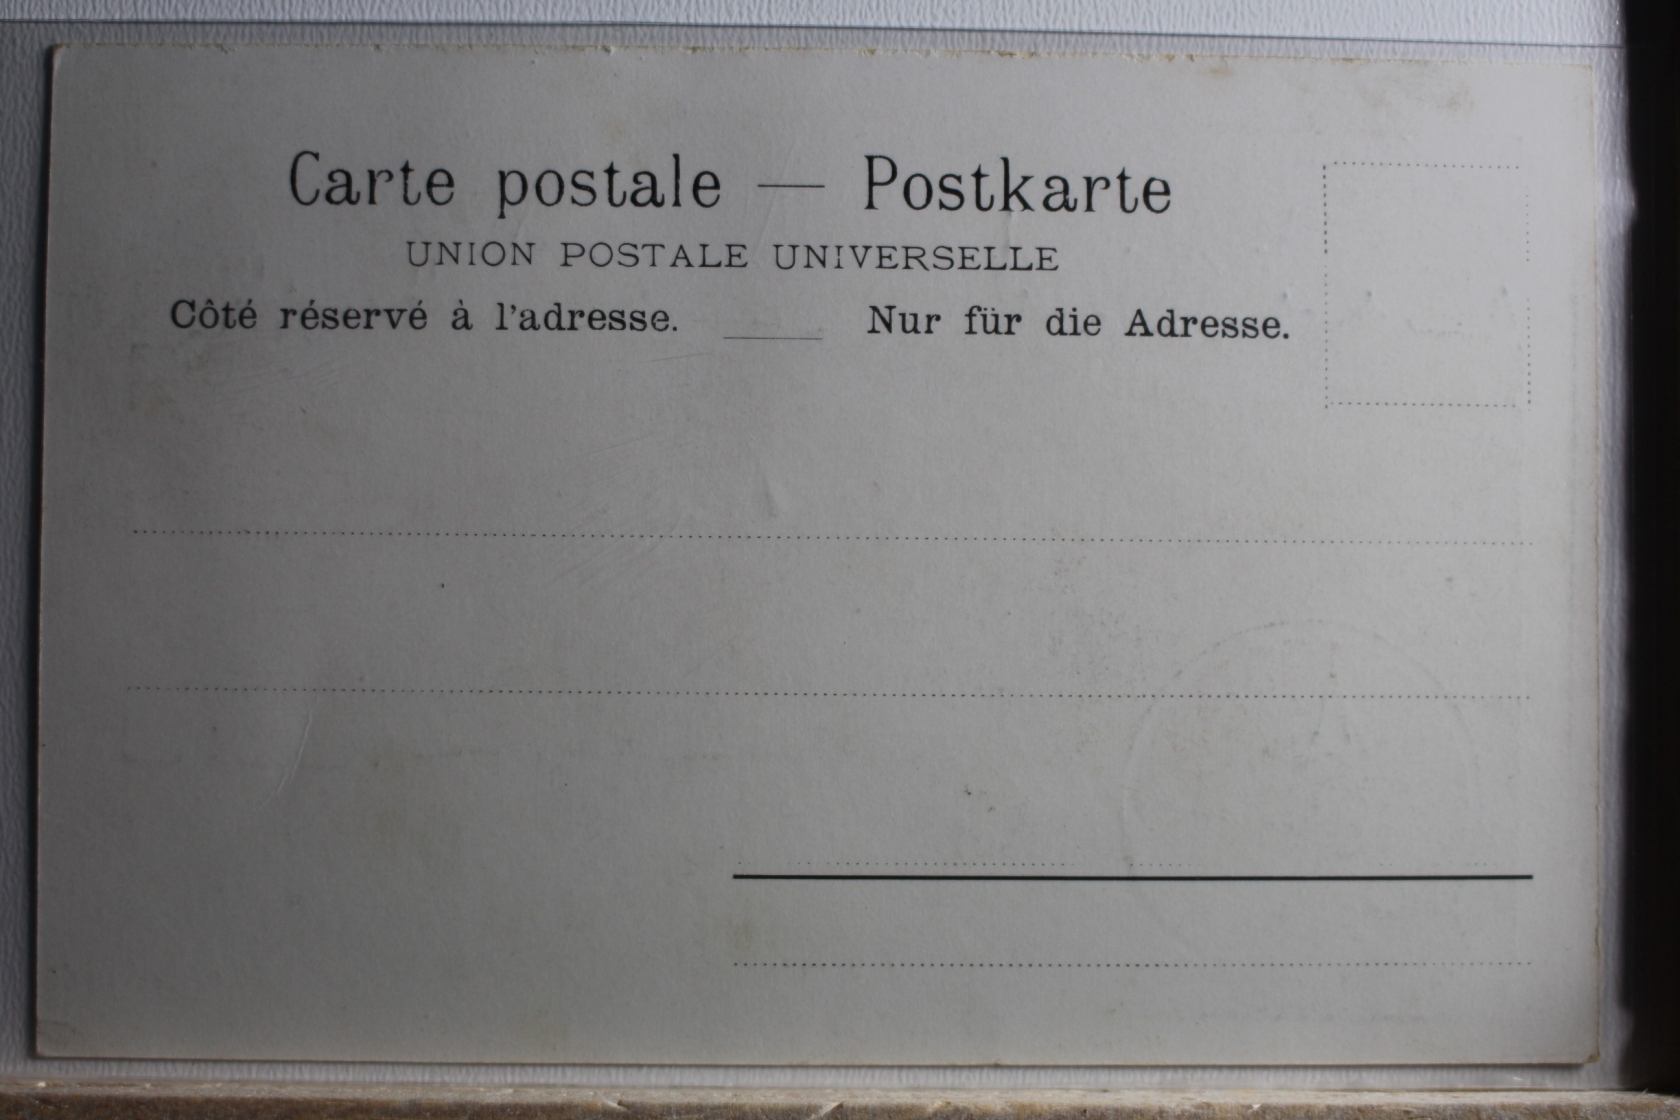 Carte postale — Postkarte
UNION POSTALE UNIVERSELLE
Côté réservé à l'adresse. ——— Nur für die Adresse.